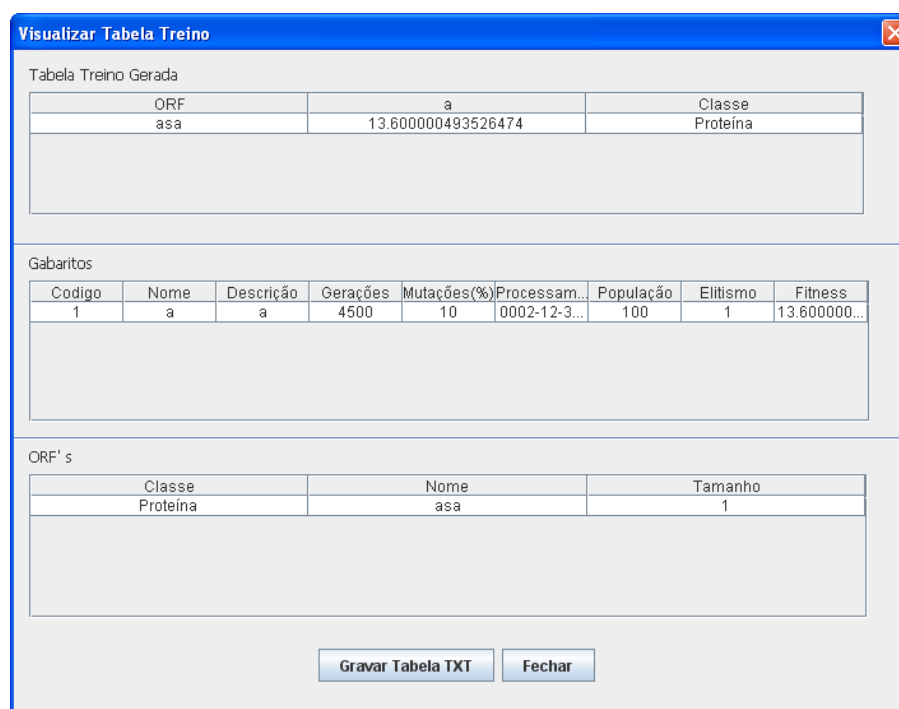 Visualizar Tabela Treino
Tabela Treino Gerada
ORF a Classe
asa 13.600000493526474 Proteína
Gabaritos
Codigo Nome Descrição Gerações Mutações(%) Processam... População Elitismo Fitness
1 a a 4500 10 0002-12-3... 100 1 13.600000...
ORF' s
Classe Nome Tamanho
Proteína asa 1
Gravar Tabela TXT Fechar